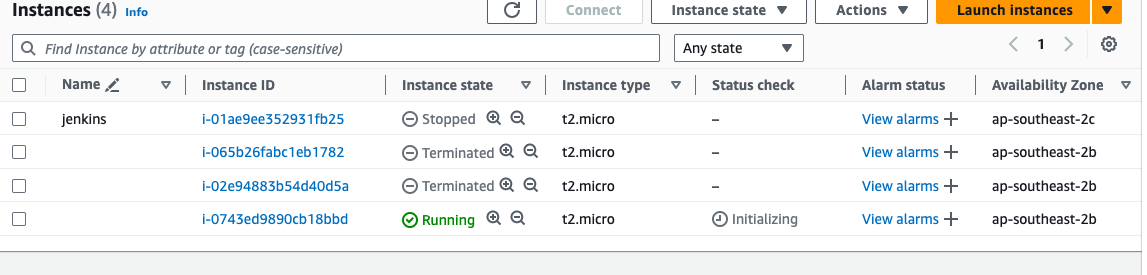 Instances (4) Info Connect Instance state Actions Launch instances
Find Instance by attribute or tag (case-sensitive) Any state 1
Name Instance ID Instance state Instance type Status check Alarm status Availability Zone
jenkins i-01ae9ee352931fb25 Stopped t2.micro – View alarms + ap-southeast-2c
i-065b26fabc1eb1782 Terminated t2.micro – View alarms + ap-southeast-2b
i-02e94883b54d40d5a Terminated t2.micro – View alarms + ap-southeast-2b
i-0743ed9890cb18bbd Running t2.micro Initializing View alarms + ap-southeast-2b